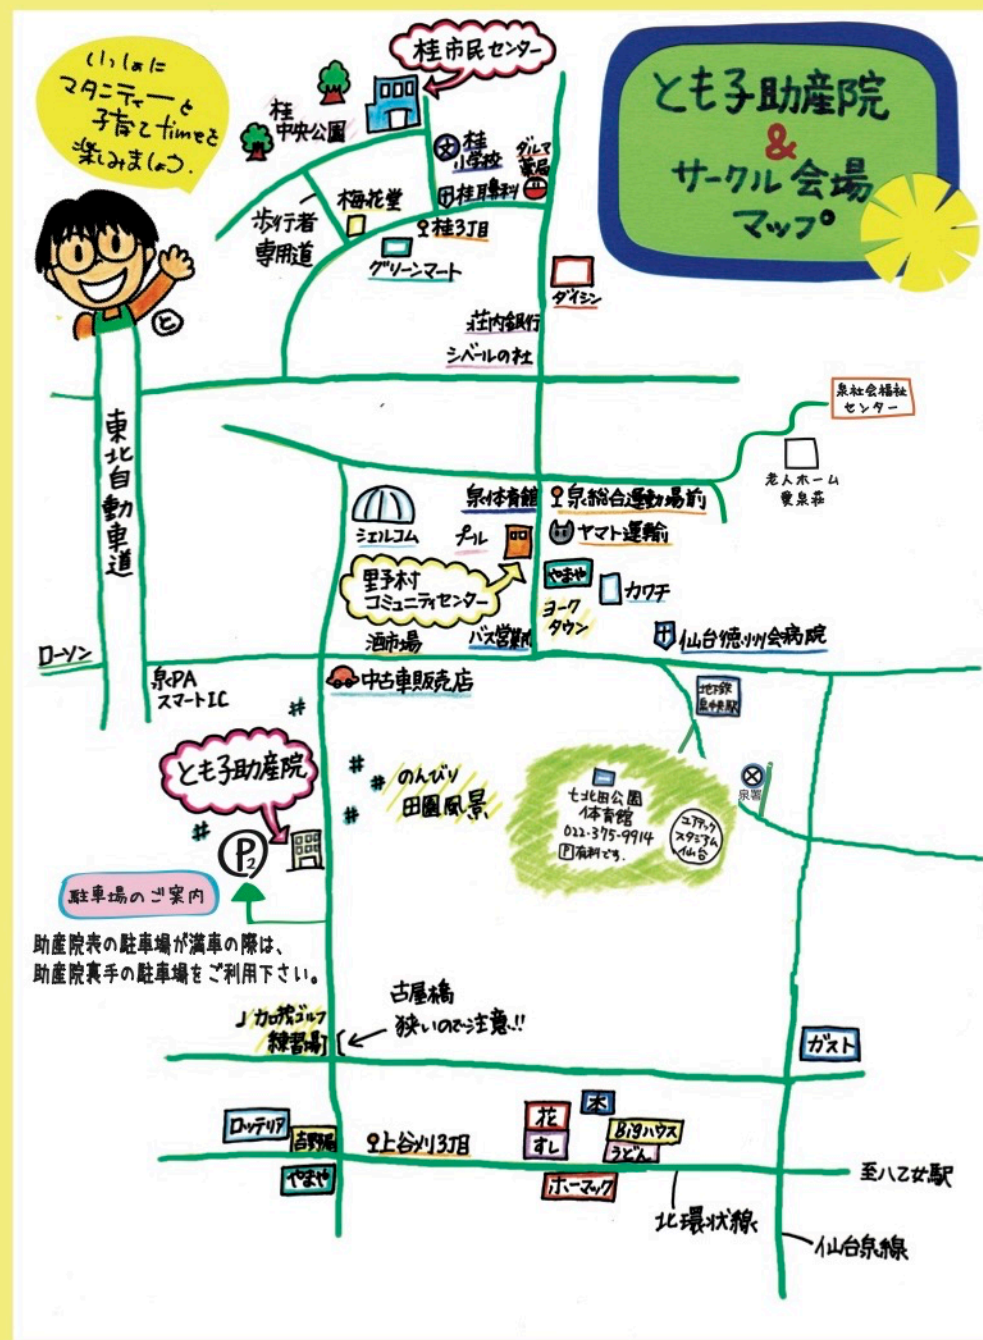 いっしょに
マタニティーと
子育てtimeを
楽しみましょう.
と
とも子助産院
&
サークル会場
マップ
桂市民センター
桂
中央公園
桂
小学校
ダルマ
薬局
桂耳鼻科
梅花堂
歩行者
専用道
桂3丁目
グリーンマート
ダイシン
荘内銀行
シベールの杜
東北自動車道
泉社会福祉
センター
老人ホーム
愛泉荘
泉体育館
泉総合運動場前
シェルコム
プール
ヤマト運輸
野村
コミュニティセンター
やまや
カワチ
ヨーク
タウン
酒市場
バス営業所
仙台徳洲会病院
ローソン
泉PA
スマートIC
中古車販売店
地下鉄
泉中央駅
とも子助産院
のんびり
田園風景
七北田公園
体育館
022-375-9914
P有料です.
ユアテック
スタジアム
仙台
泉署
P2
駐車場のご案内
助産院表の駐車場が満車の際は、
助産院裏手の駐車場をご利用下さい。
古屋橋
狭いので注意!!
加茂ゴルフ
練習場
ガスト
ロッテリア
吉野屋
上谷刈3丁目
やまや
花
本
すし
Bigハウス
うどん
ホーマック
至八乙女駅
北環状線
仙台泉線